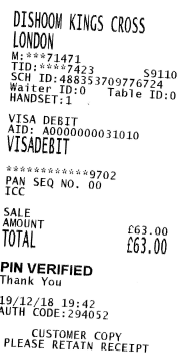 DISHOOM KINGS CROSS
LONDON
M:***71471
TID:****7423 S9110
SCH ID:488353709776724
Waiter ID:0 Table ID:0
HANDSET:1
VISA DEBIT
AID: A0000000031010
VISADEBIT
************9702
PAN SEQ NO. 00
ICC
SALE
AMOUNT £63.00
TOTAL £63.00
PIN VERIFIED
Thank You
19/12/18 19:42
AUTH CODE:294052
CUSTOMER COPY
PLEASE RETAIN RECEIPT